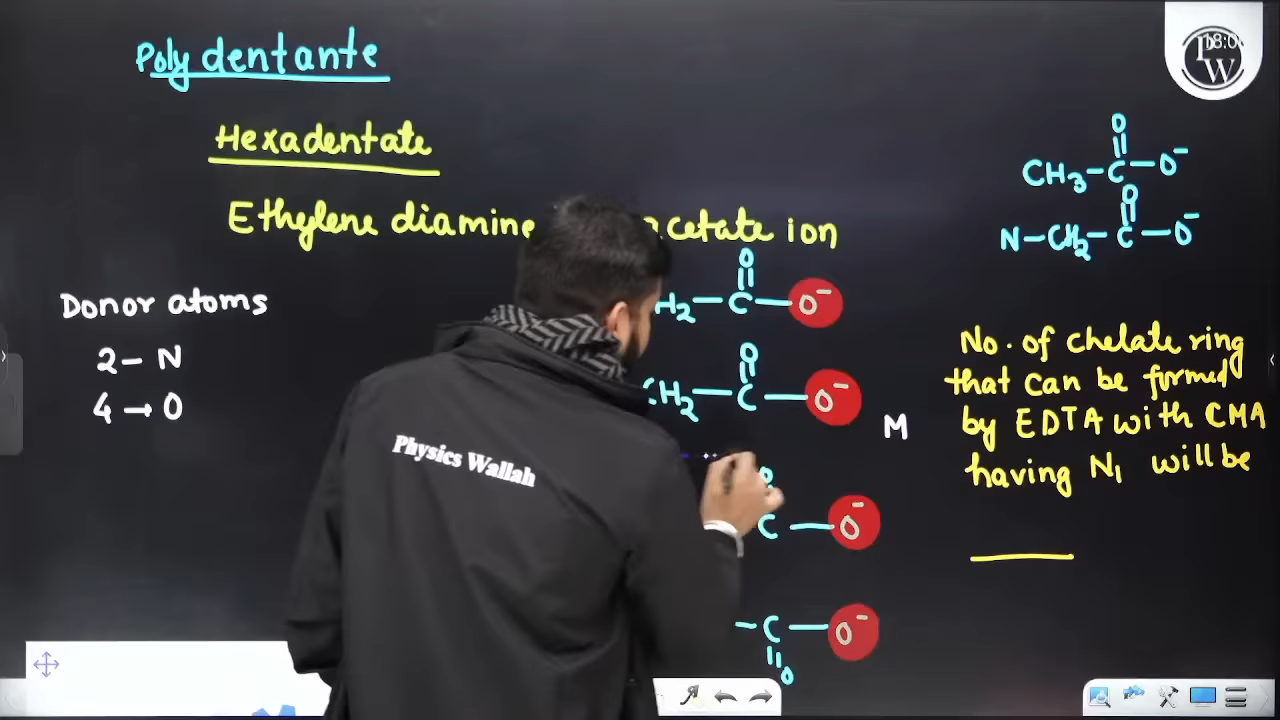 Poly dentante
Hexadentate
Ethylene diamine cetate ion
Donor atoms
2 – N
4 → O
H2 – C – O⁻
O
CH2 – C – O⁻
O
C – O⁻
– C – O⁻
O
M
O
CH3 – C – O⁻
O
N – CH2 – C – O⁻
No. of chelate ring
that can be formed
by EDTA with CMA
having N, will be
Physics Wallah
W